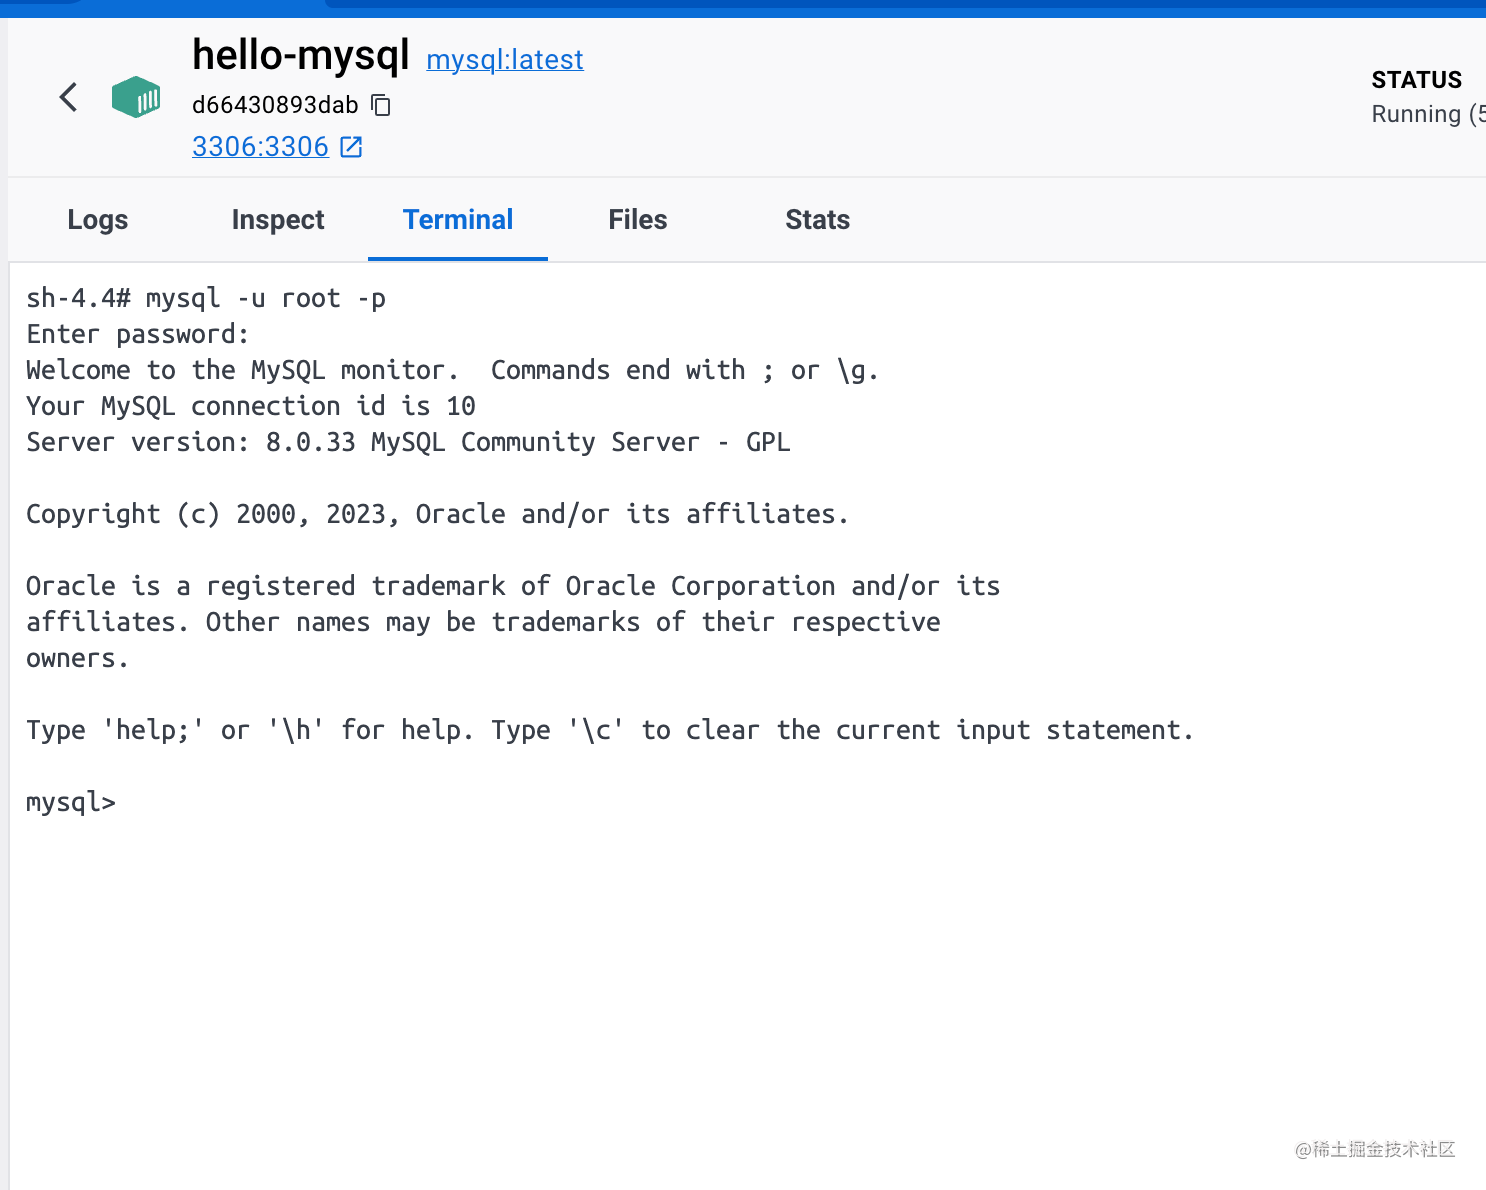 hello-mysql mysql:latest
d66430893dab
3306:3306
STATUS
Running (5
Logs Inspect Terminal Files Stats
sh-4.4# mysql -u root -p
Enter password:
Welcome to the MySQL monitor.  Commands end with ; or \g.
Your MySQL connection id is 10
Server version: 8.0.33 MySQL Community Server - GPL
Copyright (c) 2000, 2023, Oracle and/or its affiliates.
Oracle is a registered trademark of Oracle Corporation and/or its
affiliates. Other names may be trademarks of their respective
owners.
Type 'help;' or '\h' for help. Type '\c' to clear the current input statement.
mysql>
@稀土掘金技术社区